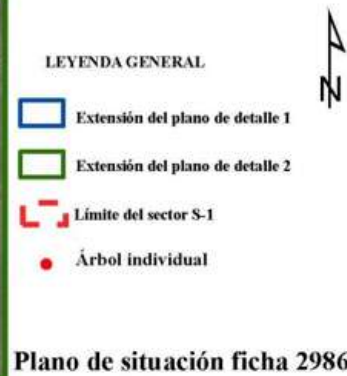 N
LEYENDA GENERAL
Extensión del plano de detalle 1
Extensión del plano de detalle 2
Límite del sector S-1
Árbol individual
Plano de situación ficha 2986